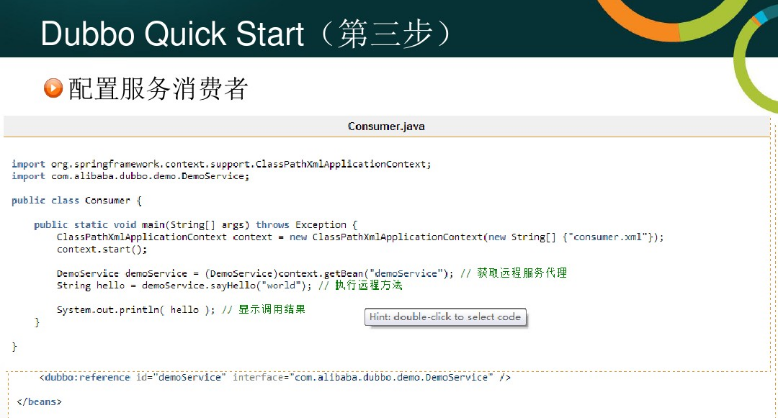 Dubbo Quick Start（第三步）
配置服务消费者
Consumer.java
import org.springframework.context.support.ClassPathXmlApplicationContext;
import com.alibaba.dubbo.demo.DemoService;
public class Consumer {
public static void main(String[] args) throws Exception {
ClassPathXmlApplicationContext context = new ClassPathXmlApplicationContext(new String[] {"consumer.xml"});
context.start();
DemoService demoService = (DemoService)context.getBean("demoService"); // 获取远程服务代理
String hello = demoService.sayHello("world"); // 执行远程方法
System.out.println( hello ); // 显示调用结果
Hint: double-click to select code
}
}
<dubbo:reference id="demoService" interface="com.alibaba.dubbo.demo.DemoService" />
</beans>